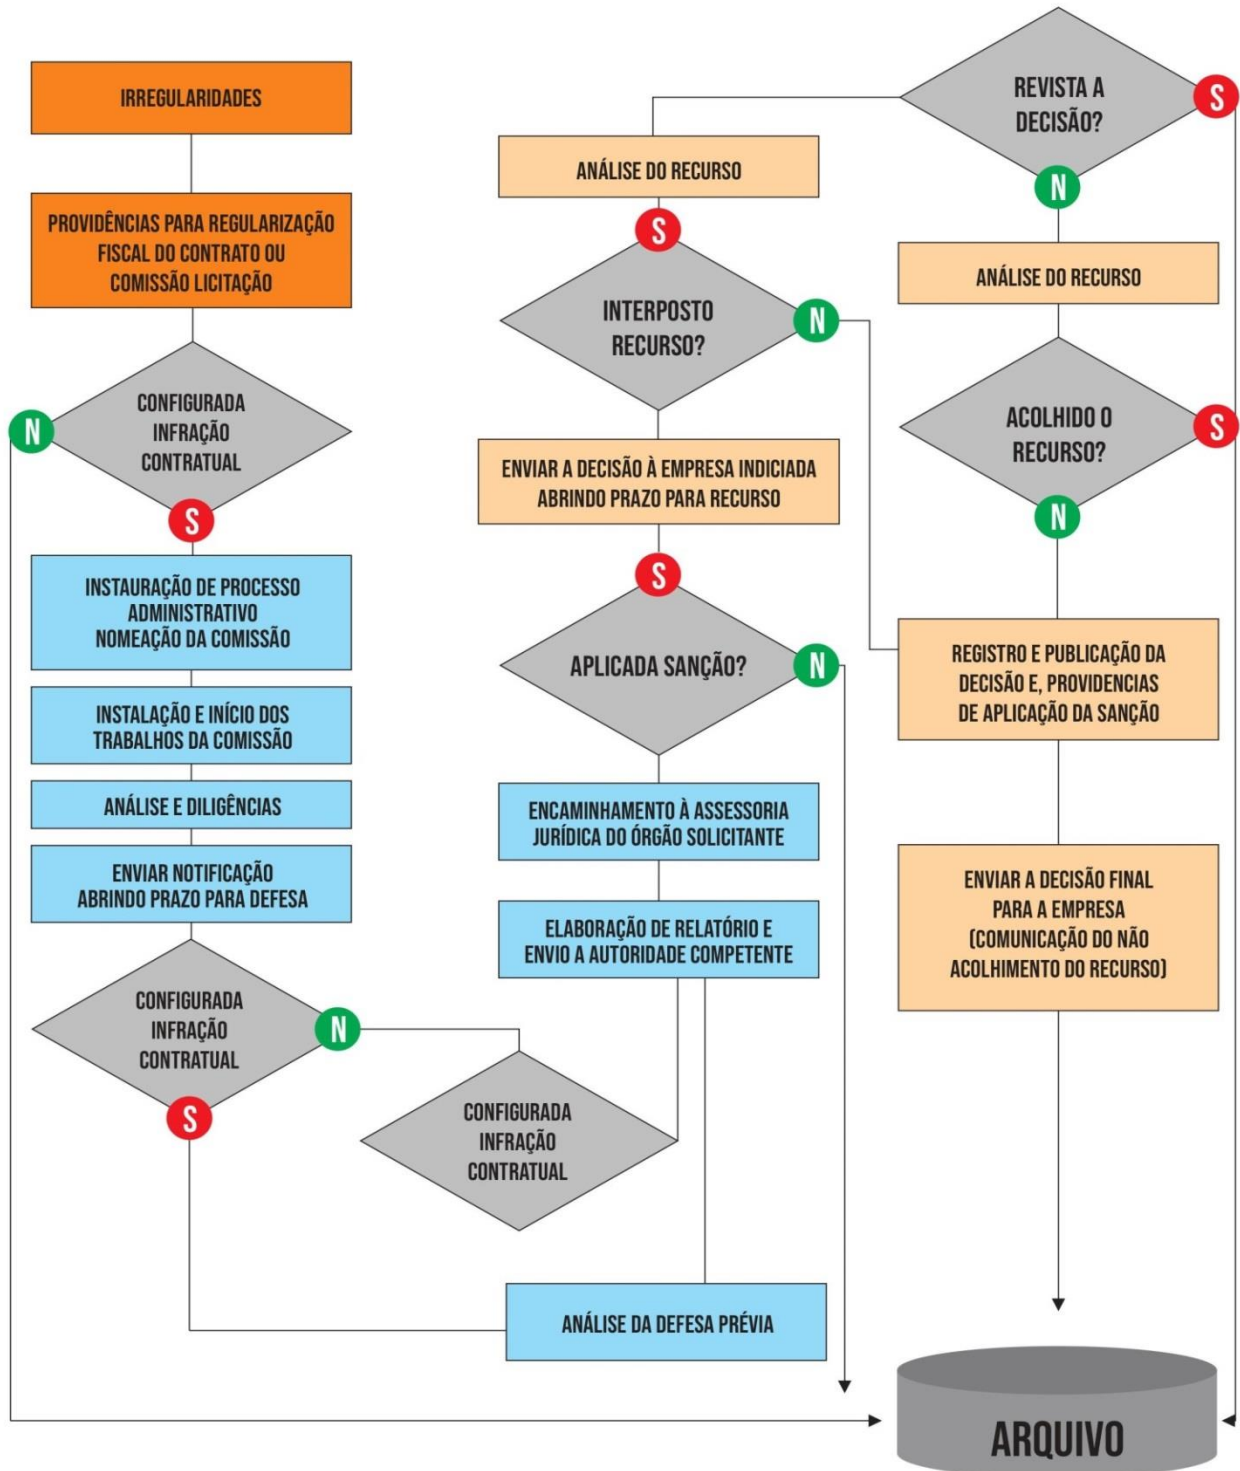 IRREGULARIDADES
PROVIDÊNCIAS PARA REGULARIZAÇÃO
FISCAL DO CONTRATO OU
COMISSÃO LICITAÇÃO
CONFIGURADA
INFRAÇÃO
CONTRATUAL
N
S
INSTAURAÇÃO DE PROCESSO
ADMINISTRATIVO
NOMEAÇÃO DA COMISSÃO
INSTALAÇÃO E INÍCIO DOS
TRABALHOS DA COMISSÃO
ANÁLISE E DILIGÊNCIAS
ENVIAR NOTIFICAÇÃO
ABRINDO PRAZO PARA DEFESA
CONFIGURADA
INFRAÇÃO
CONTRATUAL
N
S
CONFIGURADA
INFRAÇÃO
CONTRATUAL
ANÁLISE DO RECURSO
S
INTERPOSTO
RECURSO?
N
ENVIAR A DECISÃO À EMPRESA INDICIADA
ABRINDO PRAZO PARA RECURSO
S
APLICADA SANÇÃO?
N
ENCAMINHAMENTO À ASSESSORIA
JURÍDICA DO ÓRGÃO SOLICITANTE
ELABORAÇÃO DE RELATÓRIO E
ENVIO A AUTORIDADE COMPETENTE
ANÁLISE DA DEFESA PRÉVIA
REVISTA A
DECISÃO?
S
N
ANÁLISE DO RECURSO
ACOLHIDO O
RECURSO?
S
N
REGISTRO E PUBLICAÇÃO DA
DECISÃO E, PROVIDENCIAS
DE APLICAÇÃO DA SANÇÃO
ENVIAR A DECISÃO FINAL
PARA A EMPRESA
(COMUNICAÇÃO DO NÃO
ACOLHIMENTO DO RECURSO)
ARQUIVO